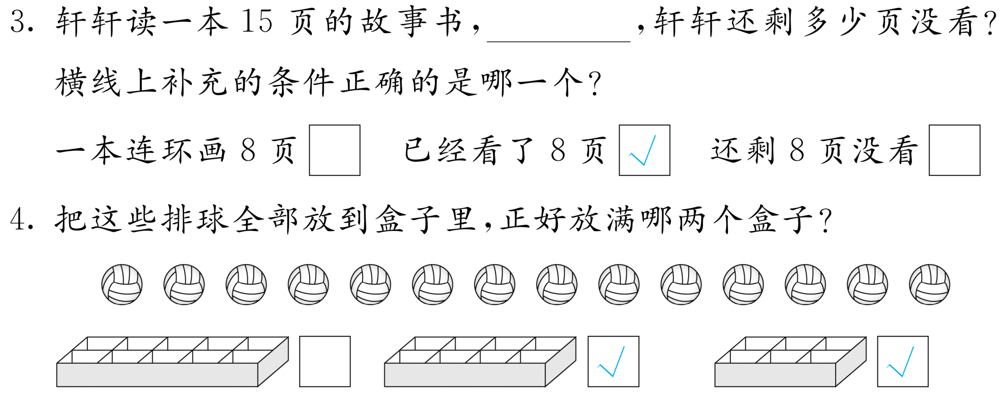 3. 轩轩读一本 15 页的故事书，__________，轩轩还剩多少页没看？
横线上补充的条件正确的是哪一个？
一本连环画 8 页 □ 已经看了 8 页 ☑ 还剩 8 页没看 □
4. 把这些排球全部放到盒子里，正好放满哪两个盒子？
□ ☑ ☑